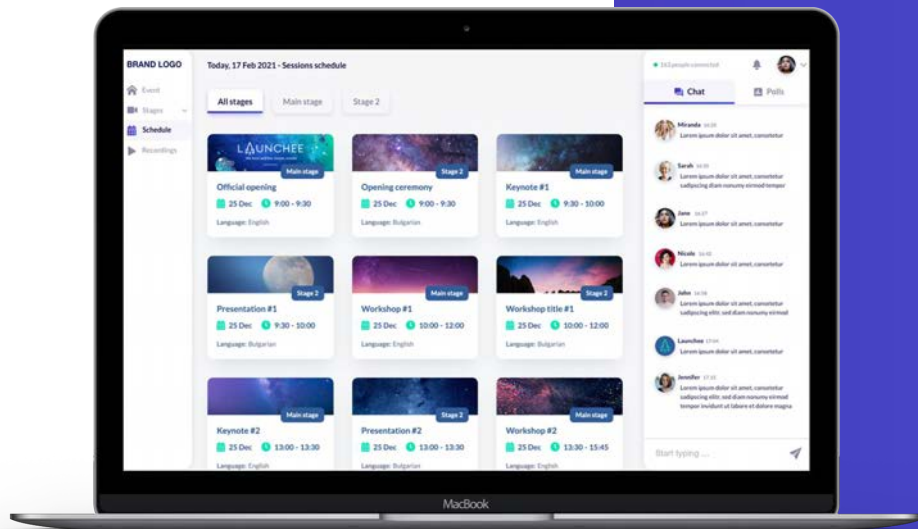 BRAND LOGO
Event
Stages
Schedule
Recordings
Today, 17 Feb 2021 - Sessions schedule
All stages
Main stage
Stage 2
LAUNCHEE
Main stage
Official opening
25 Dec 9:00 - 9:30
Language: English
Stage 2
Opening ceremony
25 Dec 9:00 - 9:30
Language: Bulgarian
Main stage
Keynote #1
25 Dec 9:30 - 10:00
Language: English
Stage 2
Presentation #1
25 Dec 9:30 - 10:00
Language: Bulgarian
Main stage
Workshop #1
25 Dec 10:00 - 12:00
Language: English
Stage 2
Workshop title #1
25 Dec 10:00 - 12:00
Language: Bulgarian
Main stage
Keynote #2
25 Dec 13:00 - 13:30
Language: English
Stage 2
Presentation #2
25 Dec 13:00 - 13:30
Language: Bulgarian
Main stage
Workshop #2
25 Dec 13:30 - 15:45
Language: English
people connected
Chat
Polls
Miranda
Lorem ipsum dolor sit amet, consetetur
Sarah
Lorem ipsum dolor sit amet, consetetur
sadipscing diam nonumy eirmod tempor
Jane
Lorem ipsum dolor sit amet, consetetur
Nicole
Lorem ipsum dolor sit amet, consetetur
John
Lorem ipsum dolor sit amet, consetetur
sadipscing elitr, sed diam nonumy eirmod
Launchee 17:04
Lorem ipsum dolor sit amet, consetetur
Jennifer
Lorem ipsum dolor sit amet, consetetur
sadipscing elitr, sed diam nonumy eirmod
tempor invidunt ut labore et dolore magna
Start typing ...
MacBook